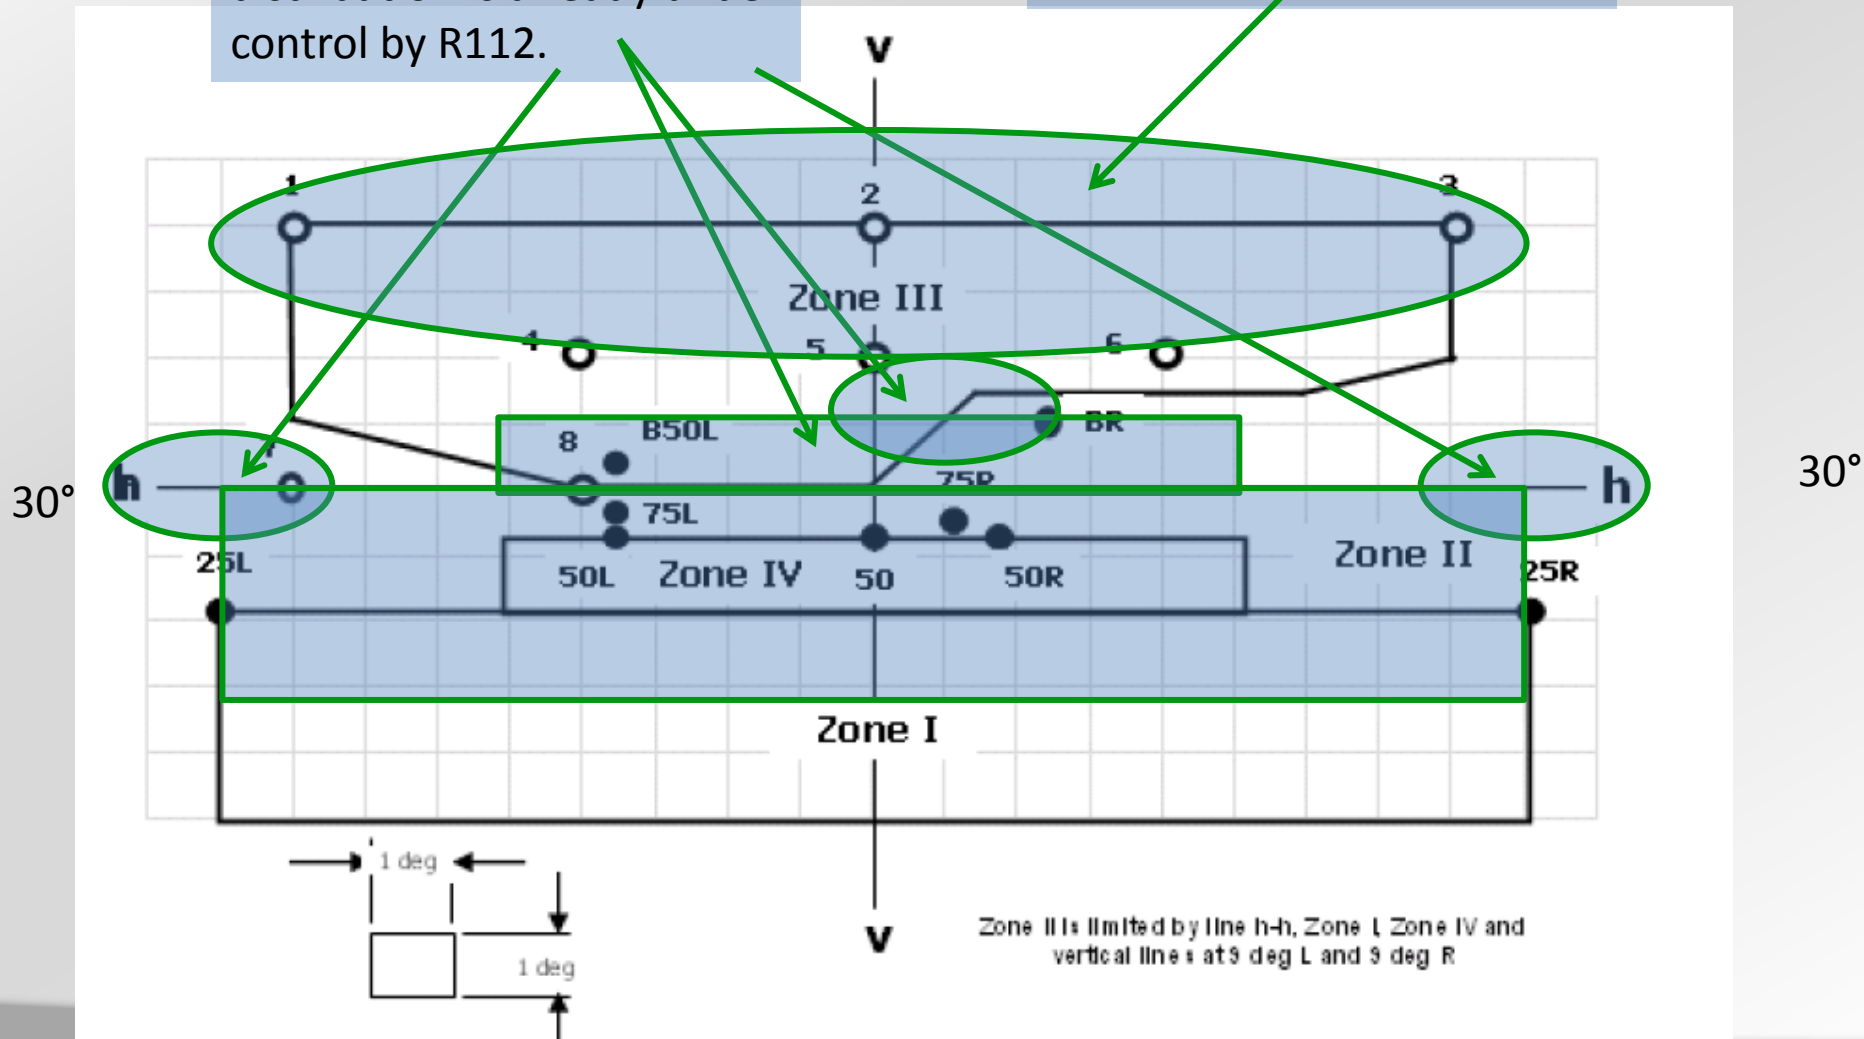 control by R112.
v
1
2
3
Zone III
4
5
6
B50L
BR
8
7
h
h
30°
30°
75R
75L
Zone II
25L
25R
50L
Zone IV
50
50R
Zone I
1 deg
1 deg
v
Zone II is limited by line h-h, Zone I, Zone IV and
vertical lines at 9 deg L and 9 deg R